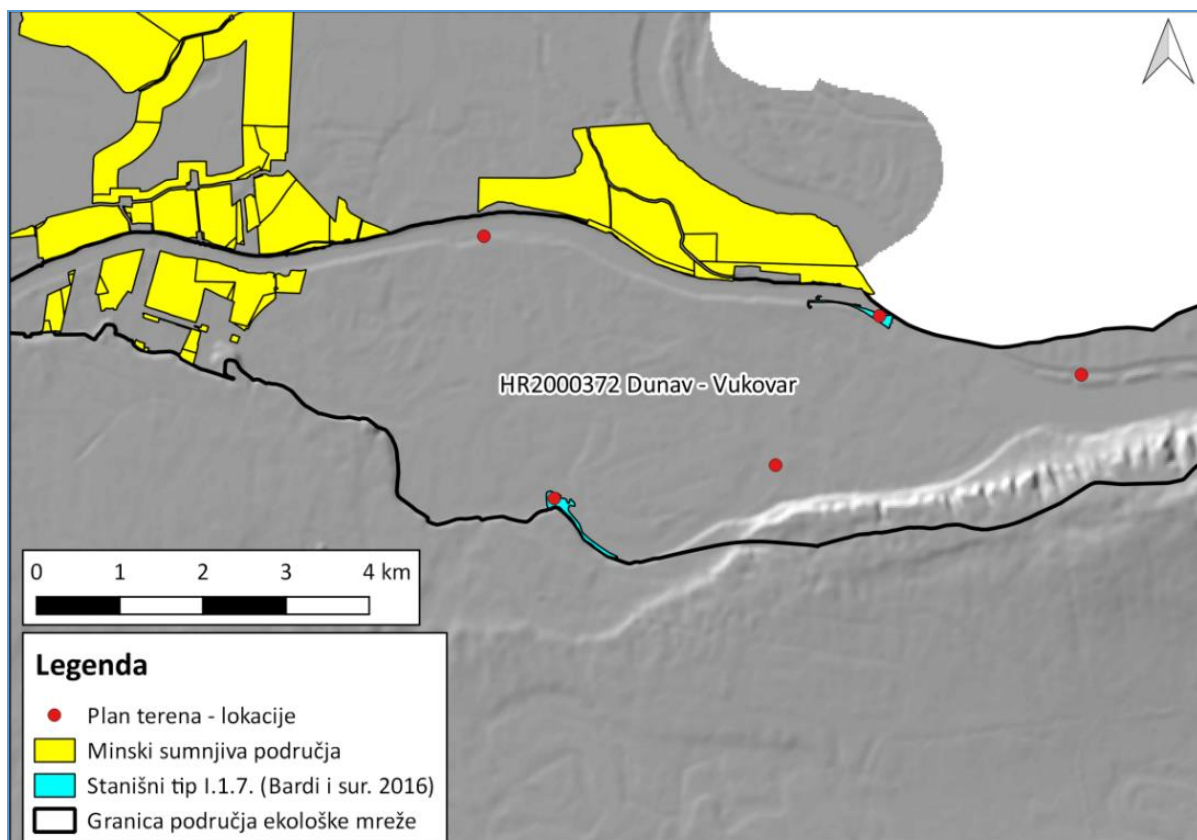 HR2000372 Dunav - Vukovar
0 1 2 3 4 km
Legenda
Plan terena - lokacije
Minski sumnjiva područja
Stanišni tip I.1.7. (Bardi i sur. 2016)
Granica područja ekološke mreže